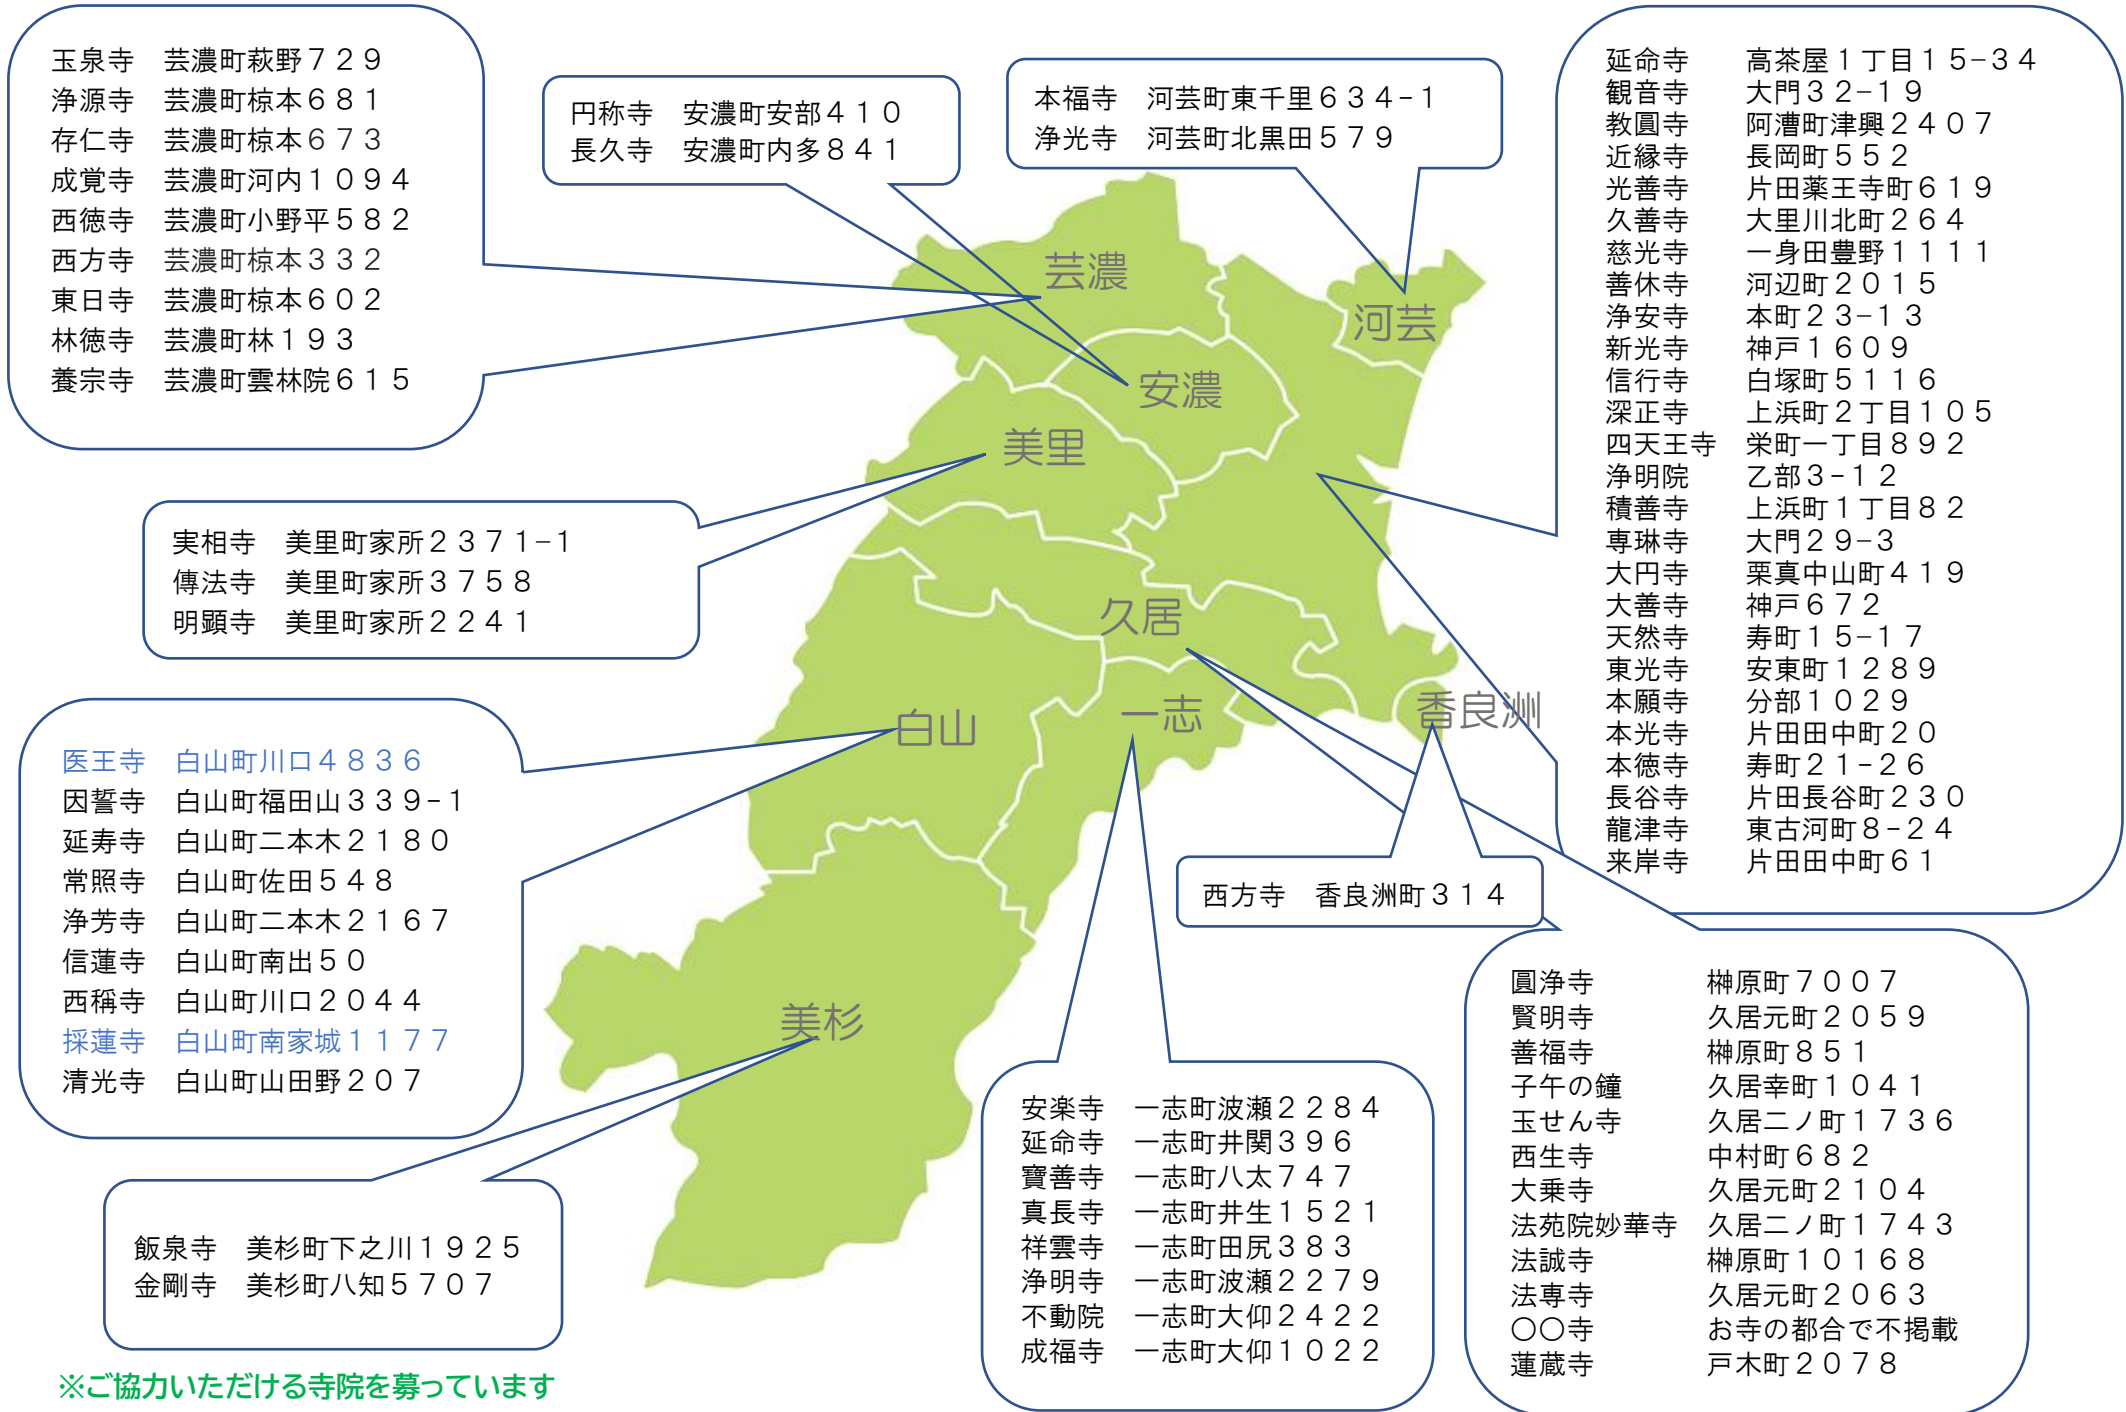 玉泉寺　芸濃町萩野７２９
浄源寺　芸濃町椋本６８１
存仁寺　芸濃町椋本６７３
成覚寺　芸濃町河内１０９４
西徳寺　芸濃町小野平５８２
西方寺　芸濃町椋本３３２
東日寺　芸濃町椋本６０２
林徳寺　芸濃町林１９３
養宗寺　芸濃町雲林院６１５
円称寺　安濃町安部４１０
長久寺　安濃町内多８４１
本福寺　河芸町東千里６３４-１
浄光寺　河芸町北黒田５７９
延命寺　高茶屋１丁目１５-３４
観音寺　大門３２-１９
教圓寺　阿漕町津興２４０７
近縁寺　長岡町５５２
光善寺　片田薬王寺町６１９
久善寺　大里川北町２６４
慈光寺　一身田豊野１１１１
善休寺　河辺町２０１５
浄安寺　本町２３-１３
新光寺　神戸１６０９
信行寺　白塚町５１１６
深正寺　上浜町２丁目１０５
四天王寺　栄町一丁目８９２
浄明院　乙部３-１２
積善寺　上浜町１丁目８２
専琳寺　大門２９-３
大円寺　栗真中山町４１９
大善寺　神戸６７２
天然寺　寿町１５-１７
東光寺　安東町１２８９
本願寺　分部１０２９
本光寺　片田田中町２０
本徳寺　寿町２１-２６
長谷寺　片田長谷町２３０
龍津寺　東古河町８-２４
来岸寺　片田田中町６１
芸濃
河芸
安濃
美里
久居
一志
白山
香良洲
美杉
実相寺　美里町家所２３７１-１
傳法寺　美里町家所３７５８
明顕寺　美里町家所２２４１
医王寺　白山町川口４８３６
因誓寺　白山町福田山３３９-１
延寿寺　白山町二本木２１８０
常照寺　白山町佐田５４８
浄芳寺　白山町二本木２１６７
信蓮寺　白山町南出５０
西稱寺　白山町川口２０４４
採蓮寺　白山町南家城１１７７
清光寺　白山町山田野２０７
西方寺　香良洲町３１４
飯泉寺　美杉町下之川１９２５
金剛寺　美杉町八知５７０７
安楽寺　一志町波瀬２２８４
延命寺　一志町井関３９６
寶善寺　一志町八太７４７
真長寺　一志町井生１５２１
祥雲寺　一志町田尻３８３
浄明寺　一志町波瀬２２７９
不動院　一志町大仰２４２２
成福寺　一志町大仰１０２２
圓浄寺　榊原町７００７
賢明寺　久居元町２０５９
善福寺　榊原町８５１
子午の鐘　久居幸町１０４１
玉せん寺　久居二ノ町１７３６
西生寺　中村町６８２
大乗寺　久居元町２１０４
法苑院妙華寺　久居二ノ町１７４３
法誠寺　榊原町１０１６８
法専寺　久居元町２０６３
〇〇寺　お寺の都合で不掲載
蓮蔵寺　戸木町２０７８
※ご協力いただける寺院を募っています